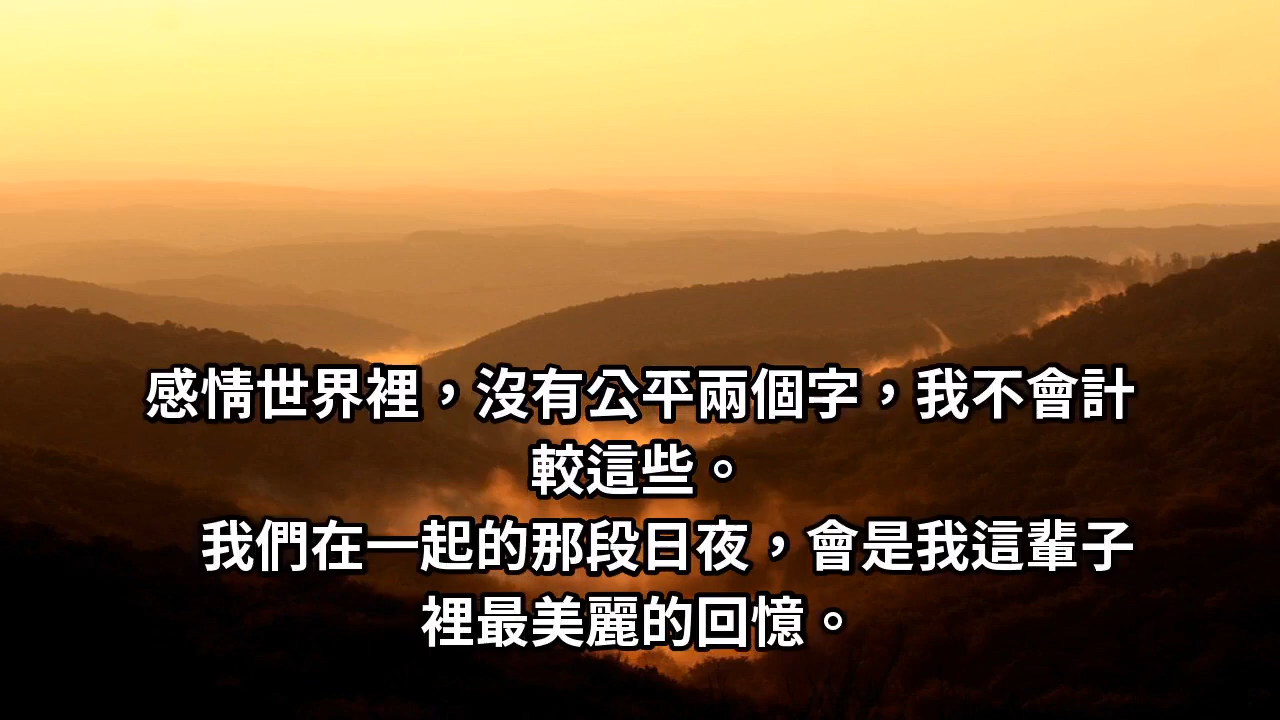 感情世界裡，沒有公平兩個字，我不會計
較這些。
我們在一起的那段日夜，會是我這輩子
裡最美麗的回憶。